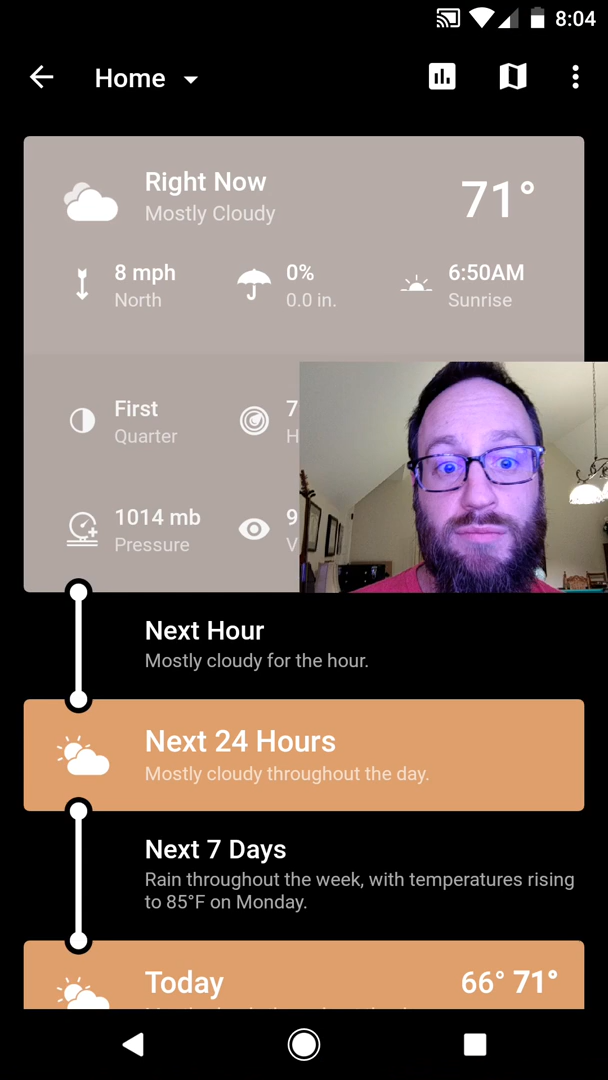 8:04
Home
Right Now
Mostly Cloudy
71°
8 mph
North
0%
0.0 in.
6:50AM
Sunrise
First
Quarter
7
H
1014 mb
Pressure
9
V
Next Hour
Mostly cloudy for the hour.
Next 24 Hours
Mostly cloudy throughout the day.
Next 7 Days
Rain throughout the week, with temperatures rising
to 85°F on Monday.
Today
66° 71°